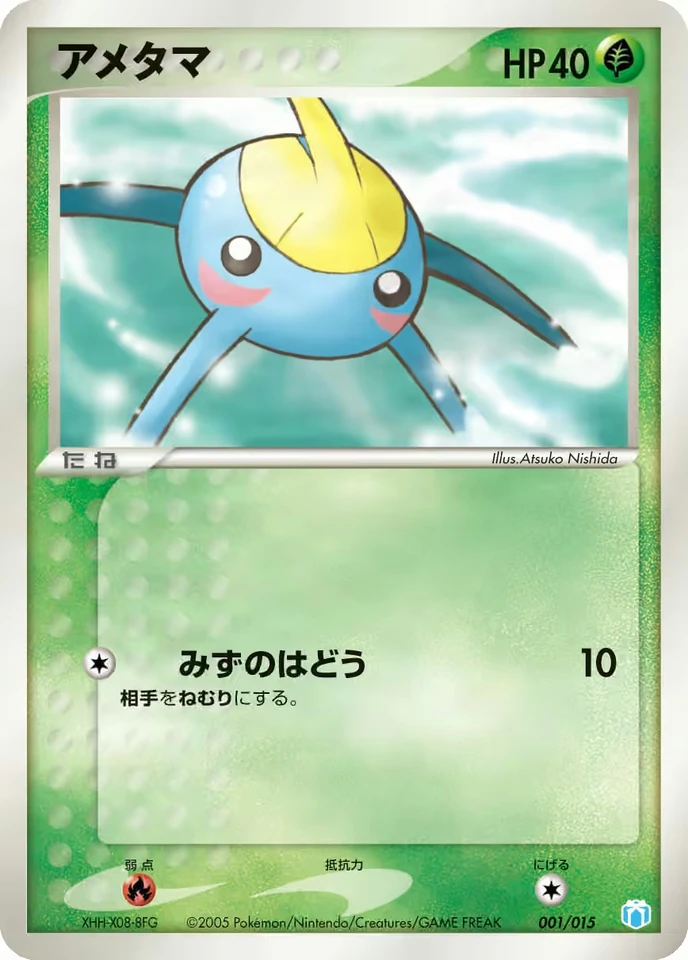 アメタマ HP40
たね Illus.Atsuko Nishida
みずのはどう 10
相手をねむりにする。
弱点 抵抗力 にげる
XHH-X08-8FG ©2005 Pokémon/Nintendo/Creatures/GAME FREAK 001/015